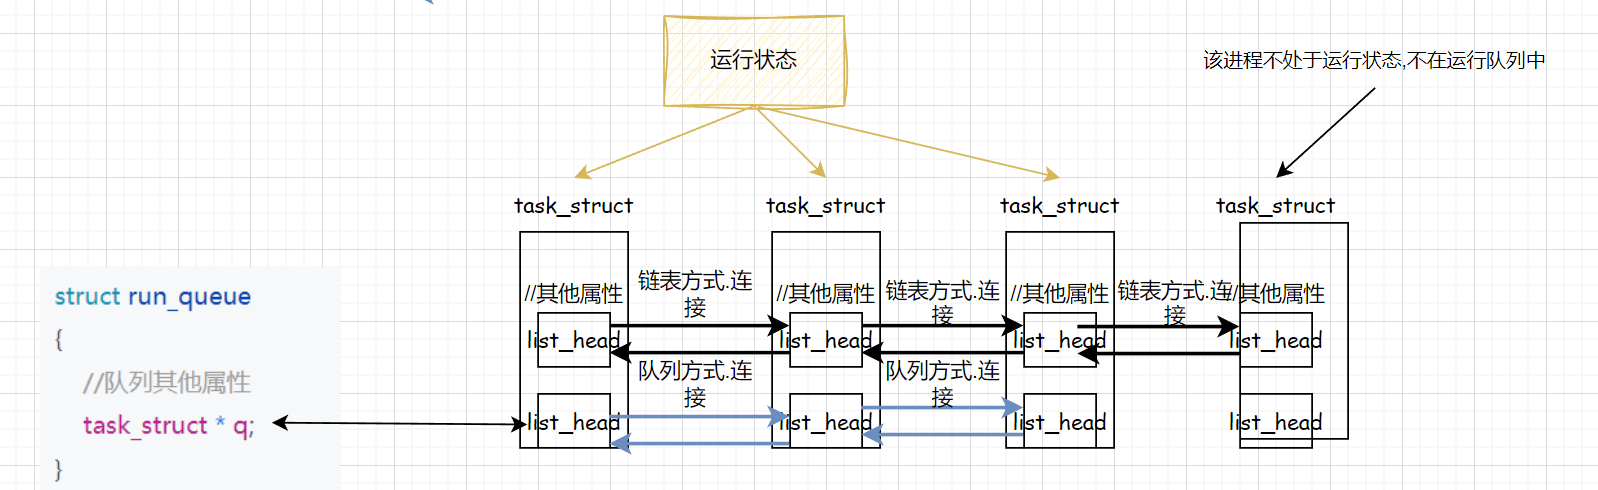 运行状态
该进程不处于运行状态,不在运行队列中
task_struct
task_struct
task_struct
task_struct
struct run_queue
{
//队列其他属性
task_struct * q;
}
//其他属性
链表方式.连
接
//其他属性
链表方式.连
接
//其他属性
链表方式.连
接
//其他属性
list_head
list_head
list_head
list_head
队列方式.连
接
队列方式.连
接
list_head
list_head
list_head
list_head